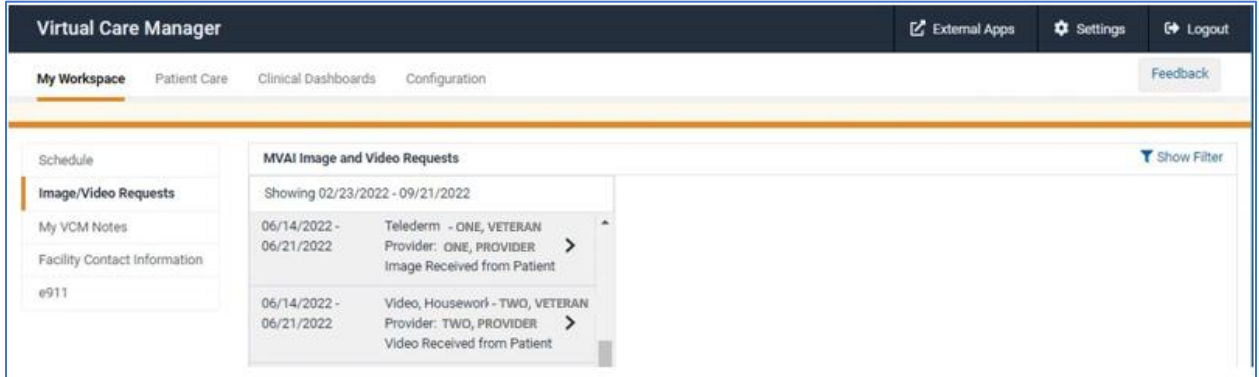 Virtual Care Manager
External Apps
Settings
Logout
My Workspace
Patient Care
Clinical Dashboards
Configuration
Feedback
Schedule
Image/Video Requests
My VCM Notes
Facility Contact Information
e911
MVAI Image and Video Requests
Show Filter
Showing 02/23/2022 - 09/21/2022
06/14/2022 -
06/21/2022
Telederm - ONE, VETERAN
Provider: ONE, PROVIDER
Image Received from Patient
06/14/2022 -
06/21/2022
Video, Housework - TWO, VETERAN
Provider: TWO, PROVIDER
Video Received from Patient